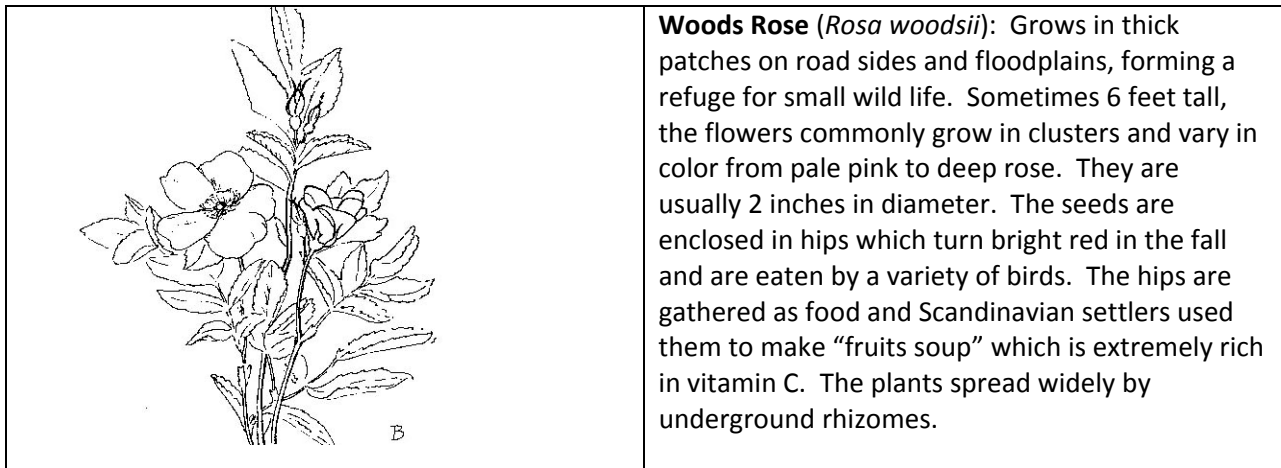 Woods Rose (Rosa woodsii):  Grows in thick
patches on road sides and floodplains, forming a
refuge for small wild life.  Sometimes 6 feet tall,
the flowers commonly grow in clusters and vary in
color from pale pink to deep rose.  They are
usually 2 inches in diameter.  The seeds are
enclosed in hips which turn bright red in the fall
and are eaten by a variety of birds.  The hips are
gathered as food and Scandinavian settlers used
them to make “fruits soup” which is extremely rich
in vitamin C.  The plants spread widely by
underground rhizomes.
B